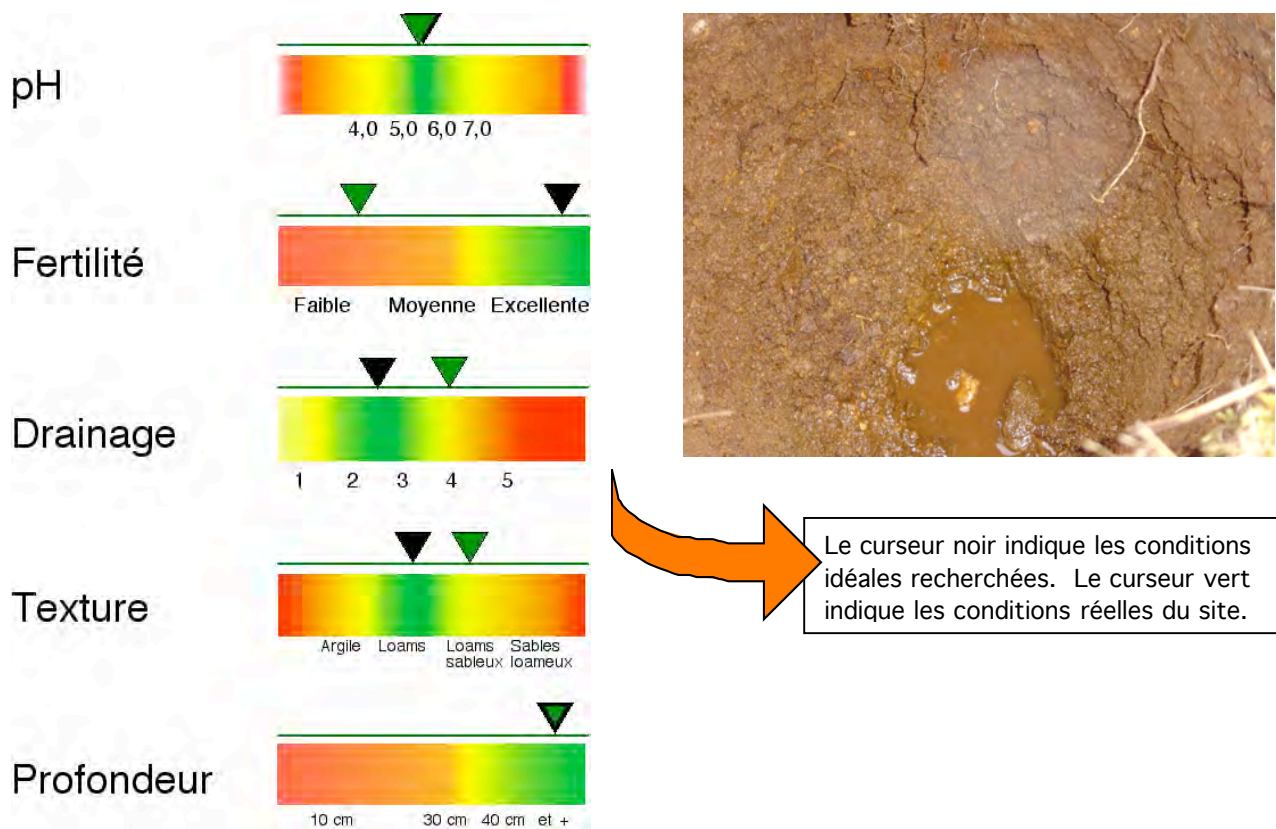 pH
4,0 5,0 6,0 7,0
Fertilité
Faible Moyenne Excellente
Drainage
1 2 3 4 5
Texture
Argile Loams Loams sableux Sables loameux
Profondeur
10 cm 30 cm 40 cm et +
Le curseur noir indique les conditions
idéales recherchées. Le curseur vert
indique les conditions réelles du site.